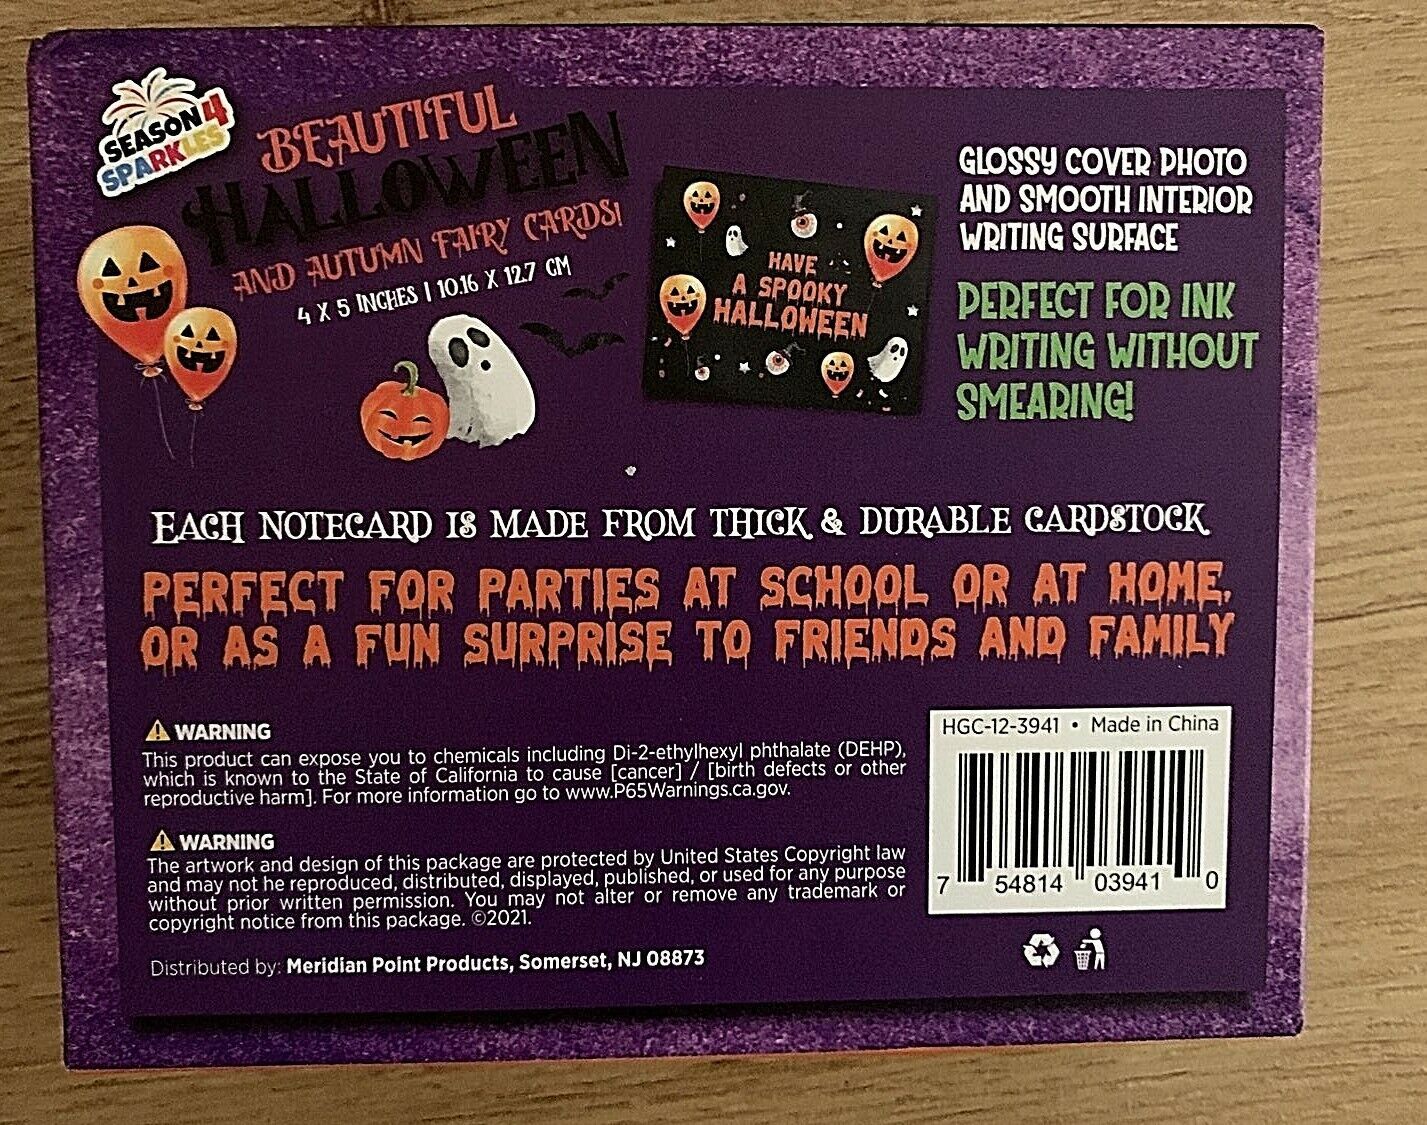 SEASON 4
SPARKLES
BEAUTIFUL
HALLOWEEN
AND AUTUMN FAIRY CARDS!
4 X 5 INCHES | 10.16 X 12.7 CM
HAVE
A SPOOKY
HALLOWEEN
GLOSSY COVER PHOTO
AND SMOOTH INTERIOR
WRITING SURFACE
PERFECT FOR INK
WRITING WITHOUT
SMEARING!
EACH NOTECARD IS MADE FROM THICK & DURABLE CARDSTOCK
PERFECT FOR PARTIES AT SCHOOL OR AT HOME,
OR AS A FUN SURPRISE TO FRIENDS AND FAMILY
WARNING
This product can expose you to chemicals including Di-2-ethylhexyl phthalate (DEHP),
which is known to the State of California to cause [cancer] / [birth defects or other
reproductive harm]. For more information go to www.P65Warnings.ca.gov.
WARNING
The artwork and design of this package are protected by United States Copyright law
and may not he reproduced, distributed, displayed, published, or used for any purpose
without prior written permission. You may not alter or remove any trademark or
copyright notice from this package. ©2021.
Distributed by: Meridian Point Products, Somerset, NJ 08873
HGC-12-3941 • Made in China
7 54814 03941 0